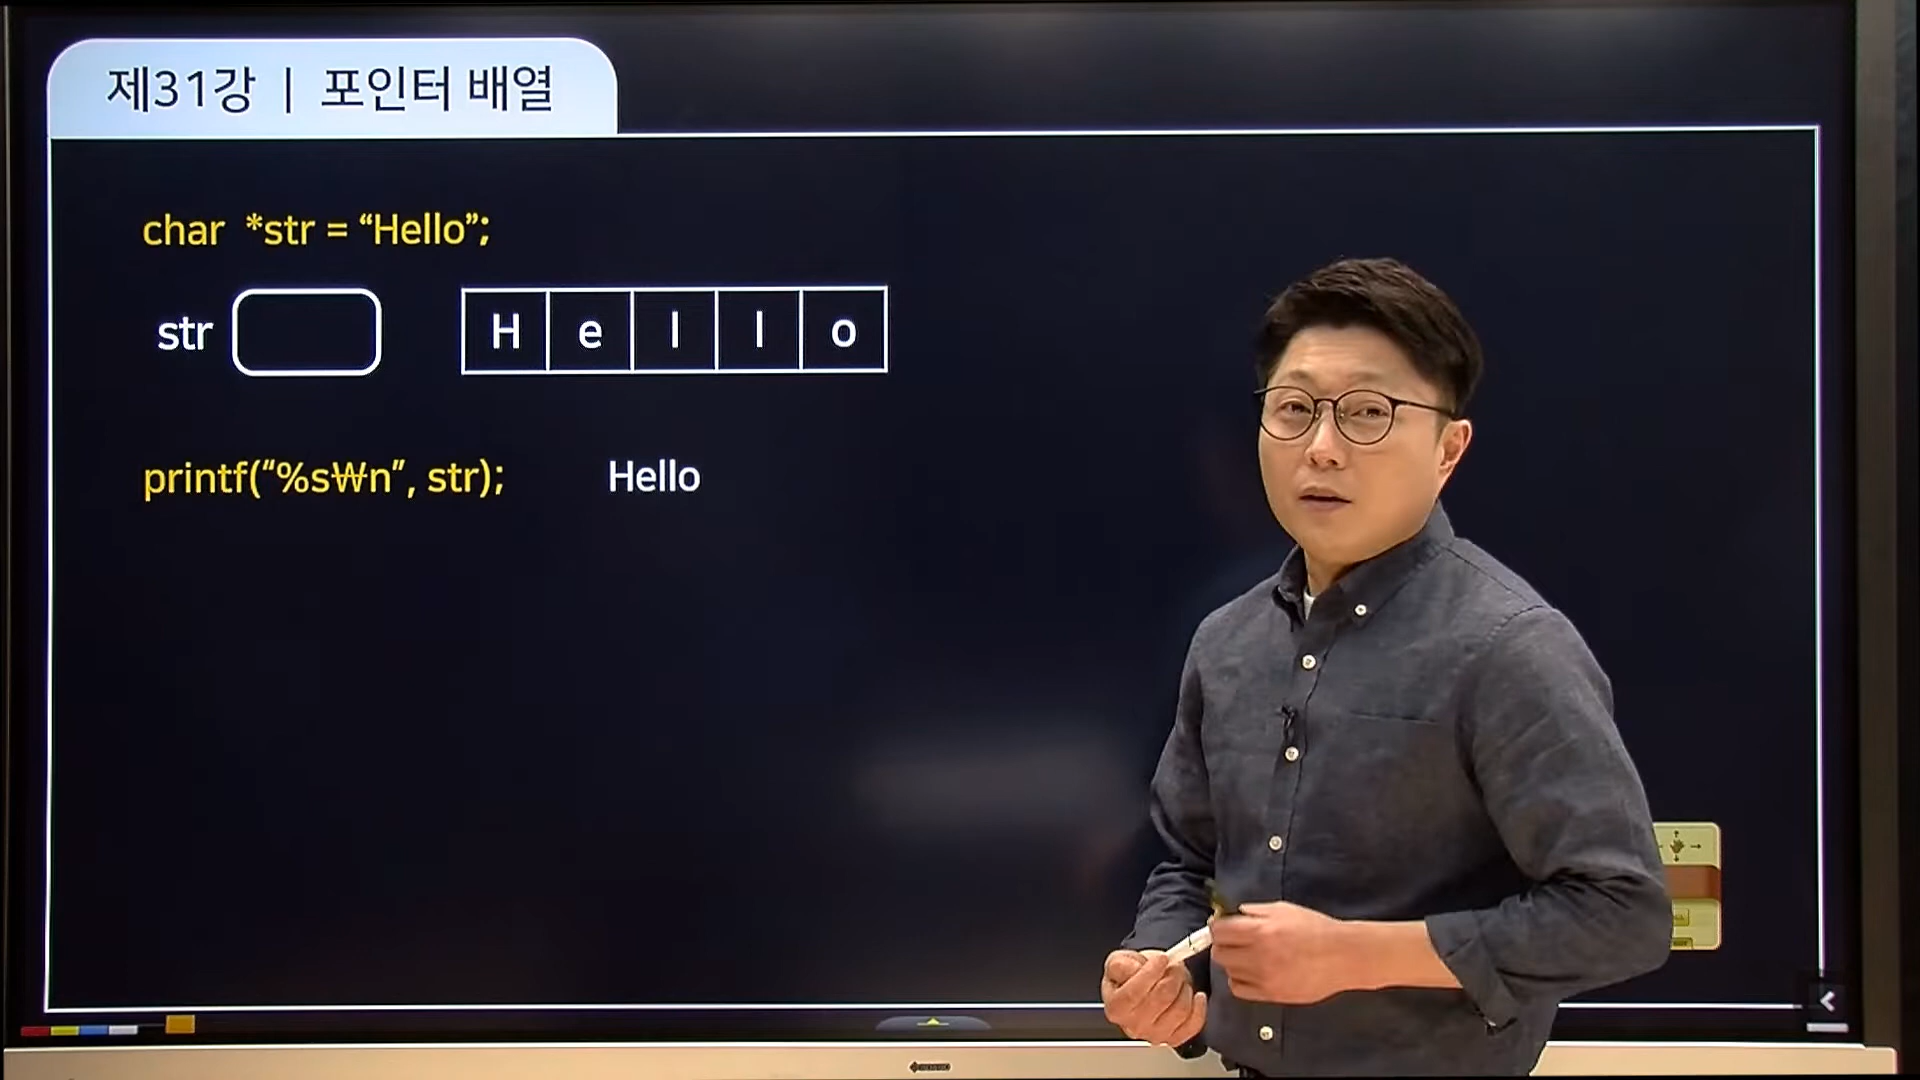 제31강 | 포인터 배열
char *str = “Hello”;
str H e l l o
printf(“%s₩n”, str); Hello